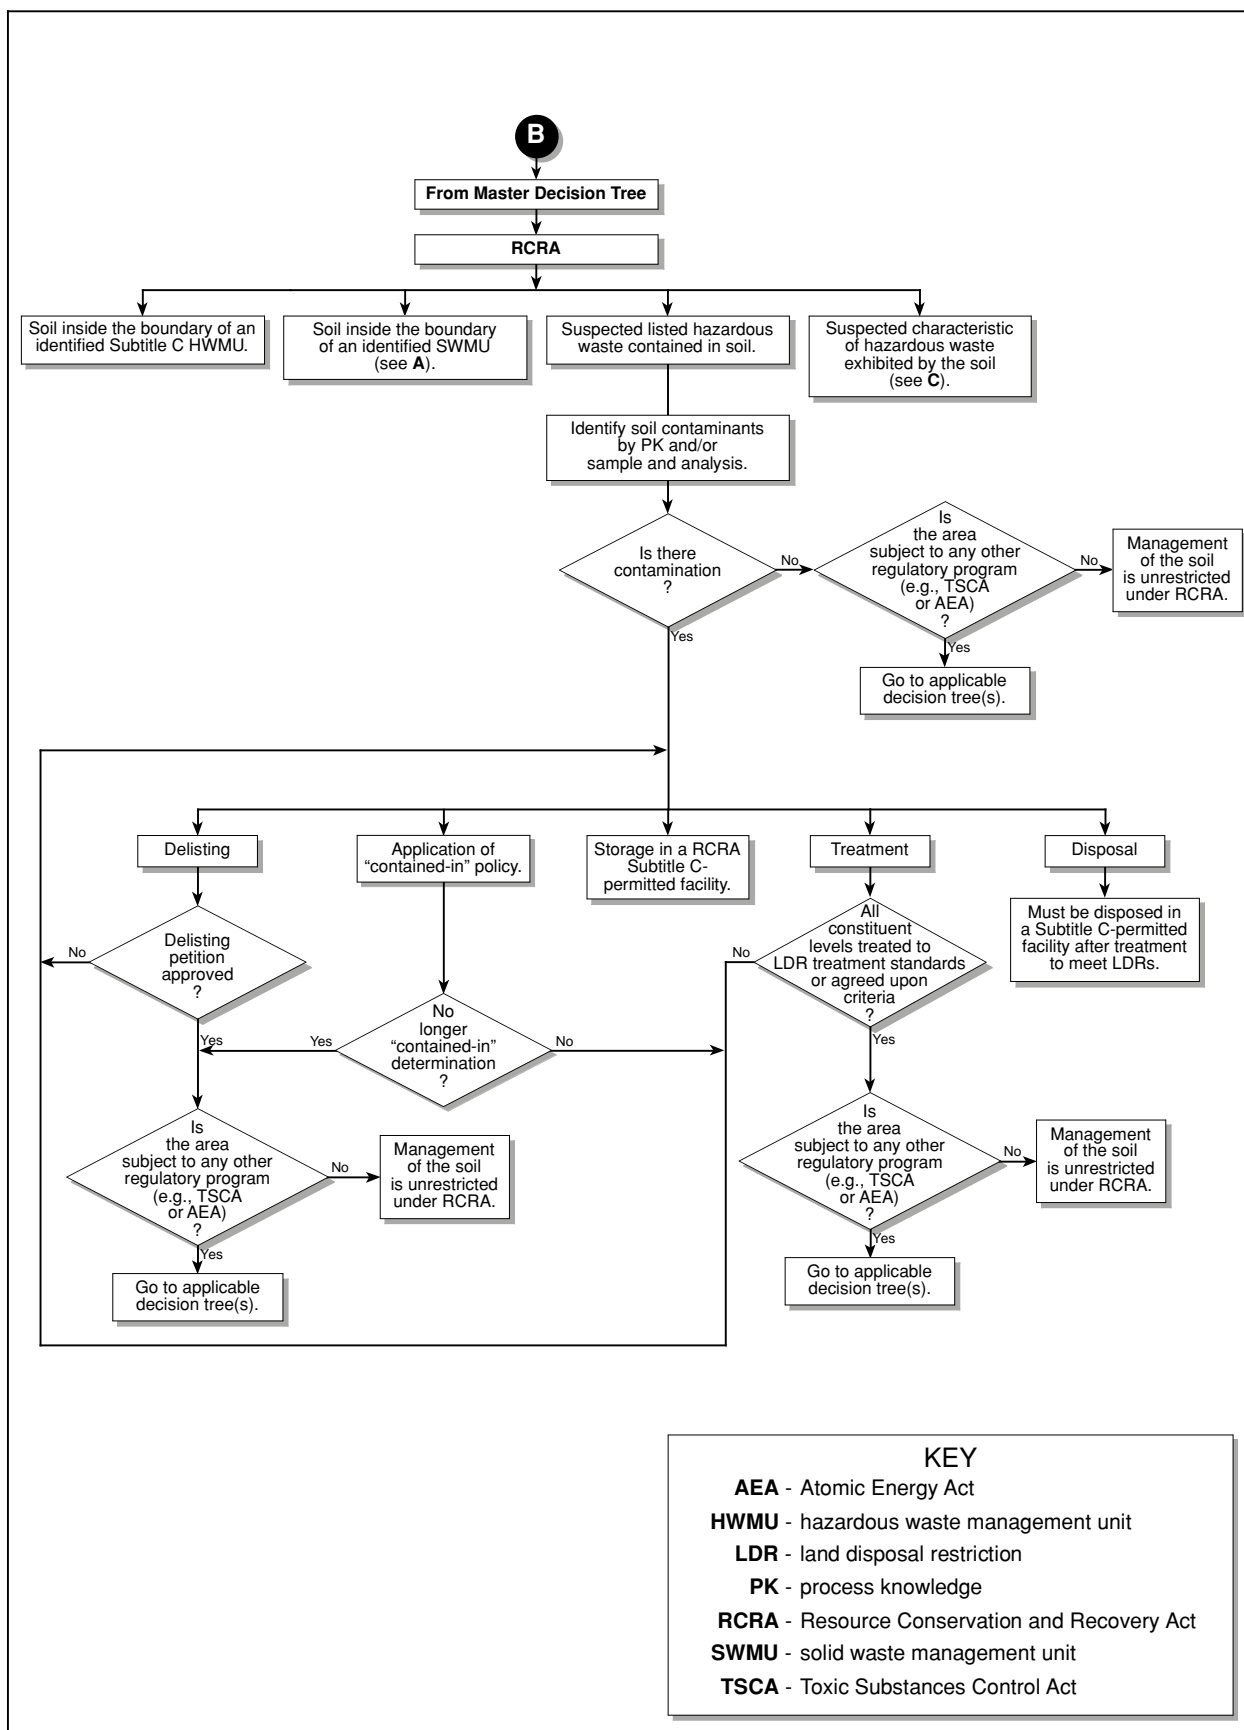 B
From Master Decision Tree
RCRA
Soil inside the boundary of an
identified Subtitle C HWMU.
Soil inside the boundary
of an identified SWMU
(see A).
Suspected listed hazardous
waste contained in soil.
Suspected characteristic
of hazardous waste
exhibited by the soil
(see C).
Identify soil contaminants
by PK and/or
sample and analysis.
Is there
contamination
?
No
Yes
Is
the area
subject to any other
regulatory program
(e.g., TSCA
or AEA)
?
No
Yes
Management
of the soil
is unrestricted
under RCRA.
Go to applicable
decision tree(s).
Delisting
Application of
“contained-in” policy.
Storage in a RCRA
Subtitle C-
permitted facility.
Treatment
Disposal
Delisting
petition
approved
?
No
Yes
No
longer
“contained-in”
determination
?
Yes
No
All
constituent
levels treated to
LDR treatment standards
or agreed upon
criteria
?
No
Yes
Must be disposed in
a Subtitle C-permitted
facility after treatment
to meet LDRs.
Is
the area
subject to any other
regulatory program
(e.g., TSCA
or AEA)
?
No
Yes
Management
of the soil
is unrestricted
under RCRA.
Go to applicable
decision tree(s).
Is
the area
subject to any other
regulatory program
(e.g., TSCA
or AEA)
?
No
Yes
Management
of the soil
is unrestricted
under RCRA.
Go to applicable
decision tree(s).
KEY
AEA - Atomic Energy Act
HWMU - hazardous waste management unit
LDR - land disposal restriction
PK - process knowledge
RCRA - Resource Conservation and Recovery Act
SWMU - solid waste management unit
TSCA - Toxic Substances Control Act